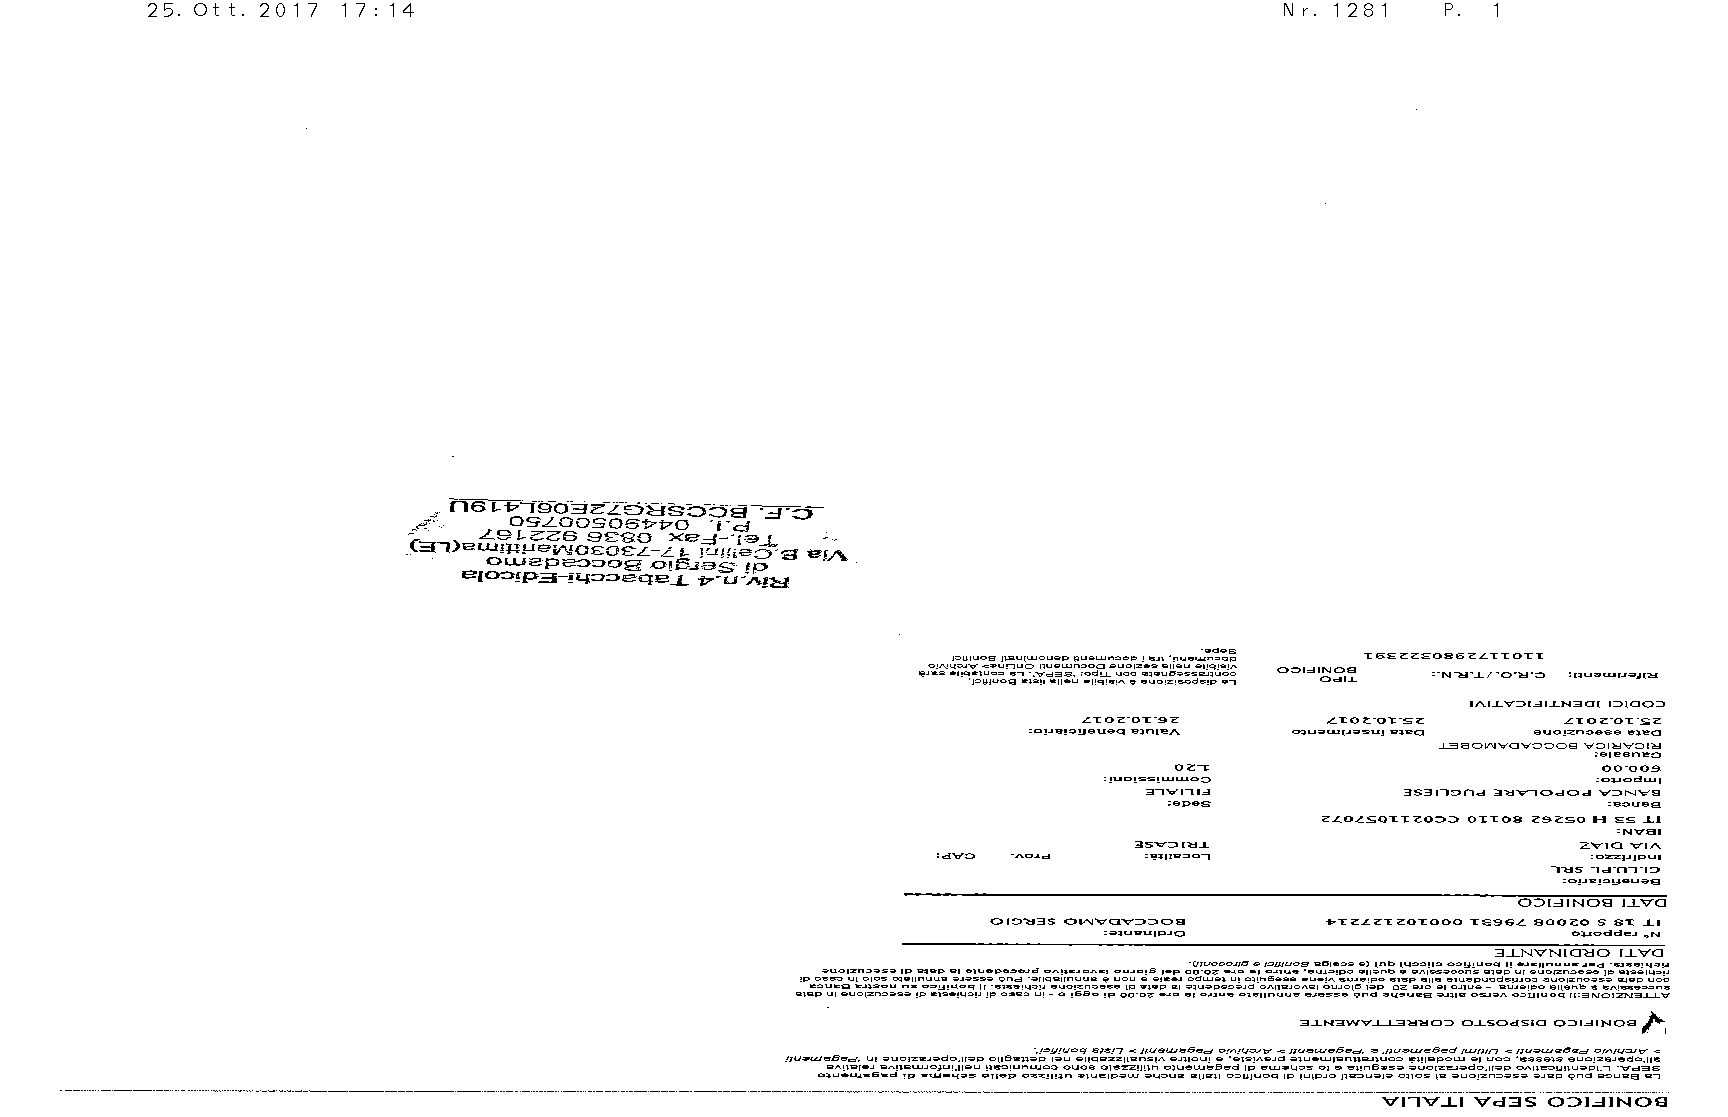 25.Ott.2017 17:14 Nr.1281 P. 1
BONIFICO SEPA ITALIA
La Banca può dare esecuzione ai sotto elencati ordini di bonifico Italia anche mediante utilizzo dello schema di pagamento
SEPA. L'identificativo dell'operazione eseguita e lo schema di pagamento utilizzato sono comunicati nell'informativa relativa
all'operazione stessa, con le modalità contrattualmente previste, e inoltre visualizzabile nel dettaglio dell'operazione in 'Pagamenti
> Archivio Pagamenti > Ultimi pagamenti' e 'Pagamenti > Archivio Pagamenti > Lista bonifici'.
BONIFICO DISPOSTO CORRETTAMENTE
ATTENZIONE:Il bonifico verso altre Banche può essere annullato entro le ore 20.00 di oggi o - in caso di richiesta di esecuzione in data
successiva a quella odierna - entro le ore 20 del giorno lavorativo precedente la data di esecuzione richiesta. Il bonifico su nostra Banca
con data esecuzione corrispondente alla data odierna viene eseguito in tempo reale e non è annullabile. Può essere annullato solo in caso di
richiesta di esecuzione in data successiva a quella odierna, entro le ore 20.00 del giorno lavorativo precedente la data di esecuzione
richiesta. Per annullare il bonifico clicchi qui (e scelga Bonifici e giroconti).
DATI ORDINANTE
N° rapporto Ordinante:
IT 18 S 02008 79651 000102127214 BOCCADAMO SERGIO
DATI BONIFICO
Beneficiario:
CI.LU.PI. SRL
Indirizzo: Località: Prov. CAP:
VIA DIAZ TRICASE
IBAN:
IT 53 H 05262 80110 CC0211057072
Banca: Sede:
BANCA POPOLARE PUGLIESE FILIALE
Importo: Commissioni:
600.00 1.20
Causale:
RICARICA BOCCADAMOBET
Data esecuzione Data inserimento Valuta beneficiario:
25.10.2017 25.10.2017 26.10.2017
CODICI IDENTIFICATIVI
Riferimenti: C.R.O./T.R.N.: TIPO BONIFICO
1101172980322391
La disposizione è visibile nella lista Bonifici,
contrassegnata con Tipo: 'SEPA'. La contabile sarà
visibile nella sezione Documenti OnLine> Archivio
documenti, tra i documenti denominati Bonifici
Sepa.
Riv.n.4 Tabacchi-Edicola
di Sergio Boccadamo
Via B.Cellini 17-73030Marittima(LE)
Tel.-Fax 0836 922167
P.I. 04490500750
C.F. BCCSRG72E06L419U